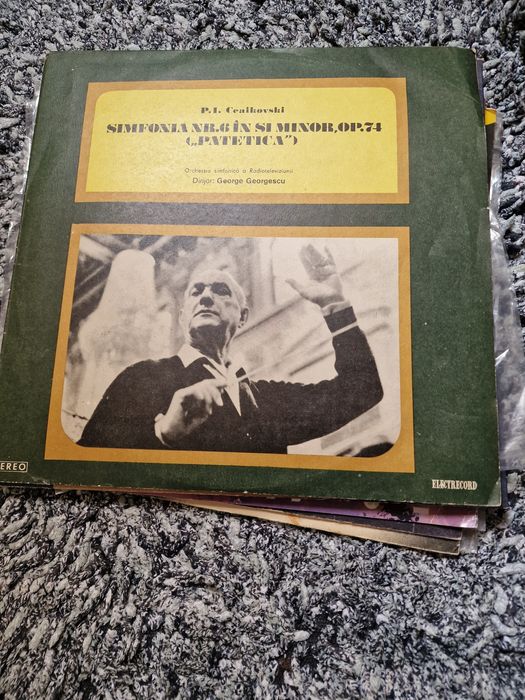 P.I. Ceaikovski
SIMFONIA NR.6 ÎN SI MINOR, OP.74
(„PATETICA”)
Orchestra simfonică a Radioteleviziunii
Dirijor: George Georgescu
EREO
ELECTRECORD